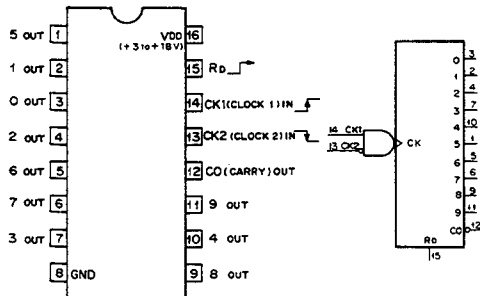 5 OUT 1
1 OUT 2
0 OUT 3
2 OUT 4
6 OUT 5
7 OUT 6
3 OUT 7
8 GND
VDD 16
(+3 to +18V)
15 RD
14 CK1(CLOCK 1)IN
13 CK2(CLOCK 2)IN
12 CO(CARRY)OUT
11 9 OUT
10 4 OUT
9 8 OUT
14 CK1
13 CK2
CK
0 3
1 2
2 4
3 7
4 10
5 1
6 5
7 6
8 9
9 11
CO 12
RD
15